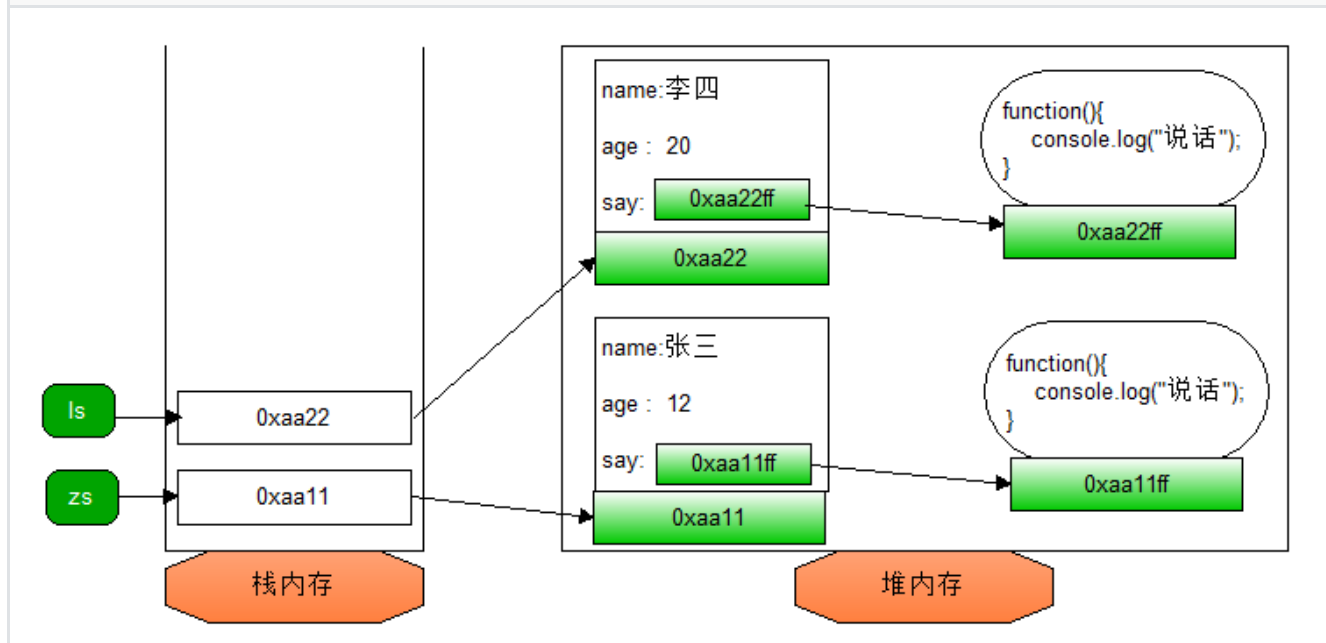 name:李四
age： 20
say: 0xaa22ff
0xaa22
function(){
console.log("说话");
}
0xaa22ff
name:张三
age： 12
say: 0xaa11ff
0xaa11
function(){
console.log("说话");
}
0xaa11ff
ls
0xaa22
zs
0xaa11
栈内存
堆内存